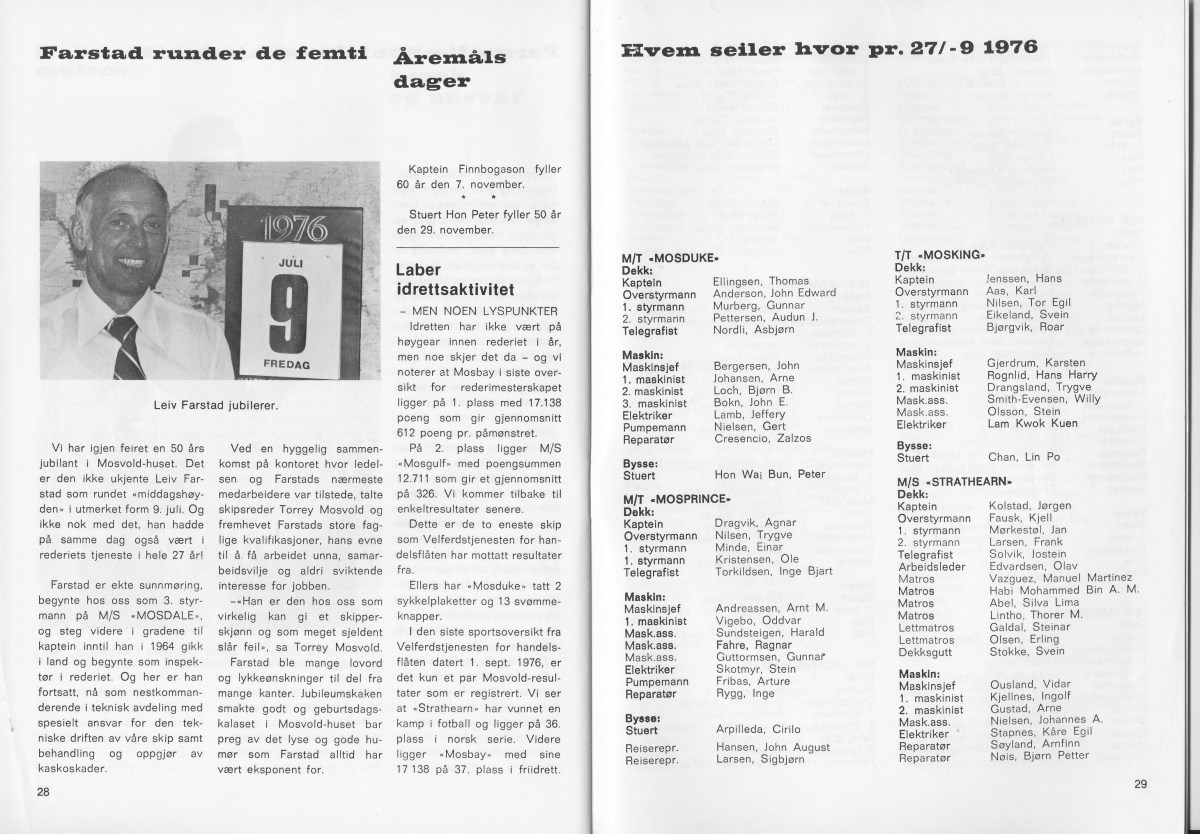 Farstad runder de femti
1976
JULI
9
FREDAG
Leiv Farstad jubilerer.
Vi har igjen feiret en 50 års
jubilant i Mosvold-huset. Det
er den ikke ukjente Leiv Far-
stad som rundet «middagshøy-
den» i utmerket form 9. juli. Og
ikke nok med det, han hadde
på samme dag også vært i
rederiets tjeneste i hele 27 år!
Farstad er ekte sunnmøring,
begynte hos oss som 3. styr-
mann på M/S «MOSDALE»,
og steg videre i gradene til
kaptein inntil han i 1964 gikk
i land og begynte som inspek-
tør i rederiet. Og her er han
fortsatt, nå som nestkomman-
derende i teknisk avdeling med
spesielt ansvar for den tek-
niske driften av våre skip samt
behandling og oppgjør av
kaskoskader.
Ved en hyggelig sammen-
komst på kontoret hvor ledel-
sen og Farstads nærmeste
medarbeidere var tilstede, talte
skipsreder Torrey Mosvold og
fremhevet Farstads store fag-
lige kvalifikasjoner, hans evne
til å få arbeidet unna, samar-
beidsvilje og aldri sviktende
interesse for jobben.
–«Han er den hos oss som
virkelig kan gi et skipper-
skjønn og som meget sjeldent
slår feil», sa Torrey Mosvold.
Farstad ble mange lovord
og lykkeønskninger til del fra
mange kanter. Jubileumskaken
smakte godt og geburtsdags-
kalaset i Mosvold-huset bar
preg av det lyse og gode hu-
mør som Farstad alltid har
vært eksponent for.
28
Åremåls
dager
Kaptein Finnbogason fyller
60 år den 7. november.
* *
Stuert Hon Peter fyller 50 år
den 29. november.
Laber
idrettsaktivitet
– MEN NOEN LYSPUNKTER
Idretten har ikke vært på
høygear innen rederiet i år,
men noe skjer det da – og vi
noterer at Mosbay i siste over-
sikt for rederimesterskapet
ligger på 1. plass med 17.138
poeng som gir gjennomsnitt
612 poeng pr. påmønstret.
På 2. plass ligger M/S
«Mosgulf» med poengsummen
12.711 som gir et gjennomsnitt
på 326. Vi kommer tilbake til
enkeltresultater senere.
Dette er de to eneste skip
som Velferdstjenesten for han-
delsflåten har mottatt resultater
fra.
Ellers har «Mosduke» tatt 2
sykkelplaketter og 13 svømme-
knapper.
I den siste sportsoversikt fra
Velferdstjenesten for handels-
flåten datert 1. sept. 1976, er
det kun et par Mosvold-resul-
tater som er registrert. Vi ser
at «Strathearn» har vunnet en
kamp i fotball og ligger på 36.
plass i norsk serie. Videre
ligger «Mosbay» med sine
17 138 på 37. plass i friidrett.
Hvem seiler hvor pr. 27/-9 1976
M/T «MOSDUKE»
Dekk:
Kaptein Ellingsen, Thomas
Overstyrmann Anderson, John Edward
1. styrmann Murberg, Gunnar
2. styrmann Pettersen, Audun J.
Telegrafist Nordli, Asbjørn
Maskin:
Maskinsjef Bergersen, John
1. maskinist Johansen, Arne
2. maskinist Loch, Bjørn B.
3. maskinist Bokn, John E.
Elektriker Lamb, Jeffery
Pumpemann Nielsen, Gert
Reparatør Cresencio, Zalzos
Bysse:
Stuert Hon Wai Bun, Peter
M/T «MOSPRINCE»
Dekk:
Kaptein Dragvik, Agnar
Overstyrmann Nilsen, Trygve
1. styrmann Minde, Einar
1. styrmann Kristensen, Ole
Telegrafist Torkildsen, Inge Bjart
Maskin:
Maskinsjef Andreassen, Arnt M.
1. maskinist Vigebo, Oddvar
Mask.ass. Sundsteigen, Harald
Mask.ass. Fahre, Ragnar
Mask.ass. Guttormsen, Gunnar
Elektriker Skotmyr, Stein
Pumpemann Fribas, Arture
Reparatør Rygg, Inge
Bysse:
Stuert Arpilleda, Cirilo
Reiserepr. Hansen, John August
Reiserepr. Larsen, Sigbjørn
T/T «MOSKING»
Dekk:
Kaptein Jenssen, Hans
Overstyrmann Aas, Karl
1. styrmann Nilsen, Tor Egil
2. styrmann Eikeland, Svein
Telegrafist Bjørgvik, Roar
Maskin:
Maskinsjef Gjerdrum, Karsten
1. maskinist Rognlid, Hans Harry
2. maskinist Drangsland, Trygve
Mask.ass. Smith-Evensen, Willy
Mask.ass. Olsson, Stein
Elektriker Lam Kwok Kuen
Bysse:
Stuert Chan, Lin Po
M/S «STRATHEARN»
Dekk:
Kaptein Kolstad, Jørgen
Overstyrmann Fausk, Kjell
1. styrmann Mørkestøl, Jan
2. styrmann Larsen, Frank
Telegrafist Solvik, Jostein
Arbeidsleder Edvardsen, Olav
Matros Vazguez, Manuel Martinez
Matros Habi Mohammed Bin A. M.
Matros Abel, Silva Lima
Matros Lintho, Thorer M.
Lettmatros Galdal, Steinar
Lettmatros Olsen, Erling
Dekksgutt Stokke, Svein
Maskin:
Maskinsjef Ousland, Vidar
1. maskinist Kjellnes, Ingolf
2. maskinist Gustad, Arne
Mask.ass. Nielsen, Johannes A.
Elektriker Stapnes, Kåre Egil
Reparatør Søyland, Arnfinn
Reparatør Nøis, Bjørn Petter
29